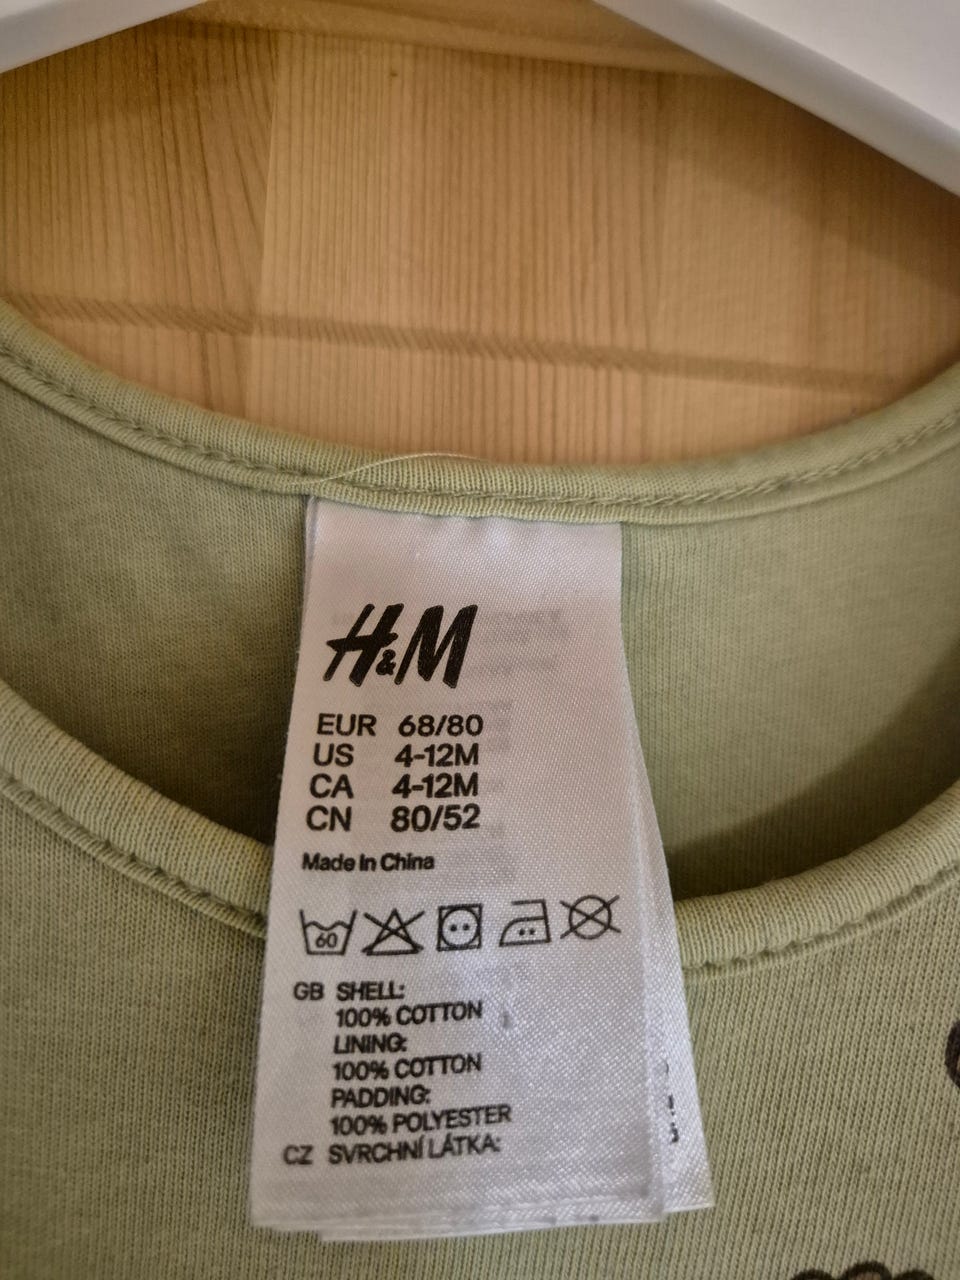 H&M
EUR 68/80
US 4-12M
CA 4-12M
CN 80/52
Made In China
60
GB SHELL:
100% COTTON
LINING:
100% COTTON
PADDING:
100% POLYESTER
CZ SVRCHNÍ LÁTKA: